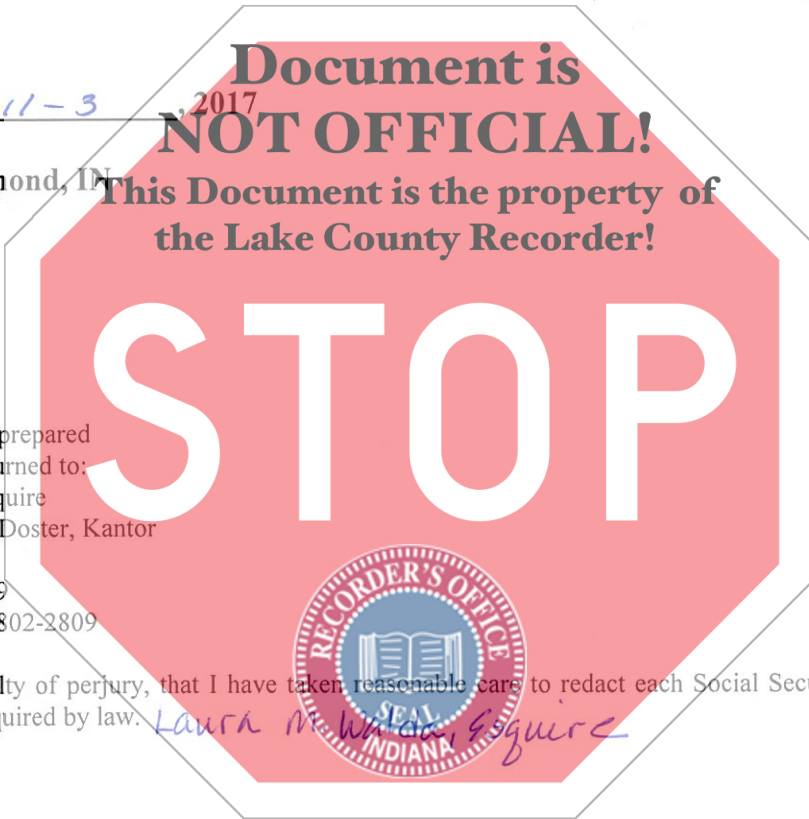 Document is
11-3, 2017
NOT OFFICIAL!
ond, IN
This Document is the property of
the Lake County Recorder!
STOP
prepared
urned to:
quire
Doster, Kantor
9
802-2809
RECORDER'S OFFICE
lty of perjury, that I have taken reasonable care to redact each Social Secu
quired by law. Laura M. Walda, Esquire
SEAL
INDIANA